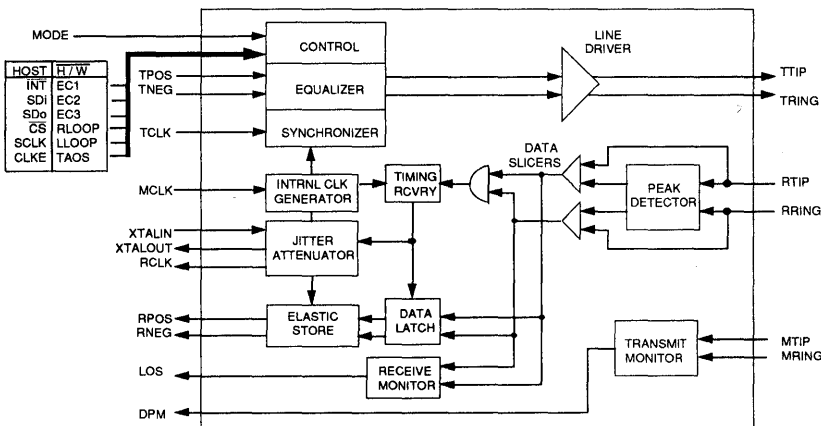 MODE
HOST H/W
INT EC1
SDi EC2
SDo EC3
CS RLOOP
SCLK LLOOP
CLKE TAOS
TPOS
TNEG
TCLK
MCLK
XTALIN
XTALOUT
RCLK
RPOS
RNEG
LOS
DPM
CONTROL
EQUALIZER
SYNCHRONIZER
INTRNL CLK
GENERATOR
JITTER
ATTENUATOR
ELASTIC
STORE
TIMING
RCVRY
DATA
LATCH
RECEIVE
MONITOR
LINE
DRIVER
DATA
SLICERS
PEAK
DETECTOR
TRANSMIT
MONITOR
TTIP
TRING
RTIP
RRING
MTIP
MRING